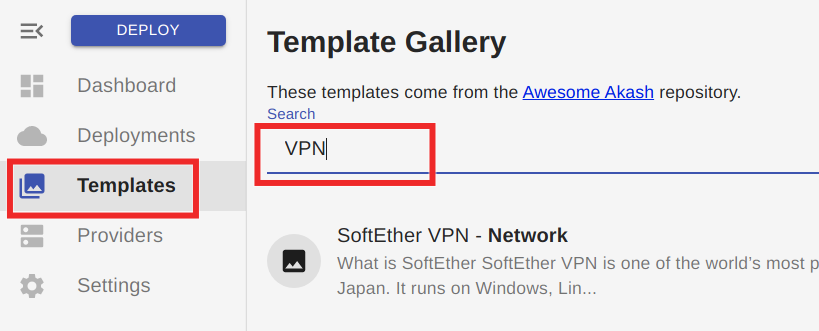 DEPLOY
Dashboard
Deployments
Templates
Providers
Settings
Template Gallery
These templates come from the Awesome Akash repository.
Search
VPN
SoftEther VPN - Network
What is SoftEther SoftEther VPN is one of the world's most p
Japan. It runs on Windows, Lin...